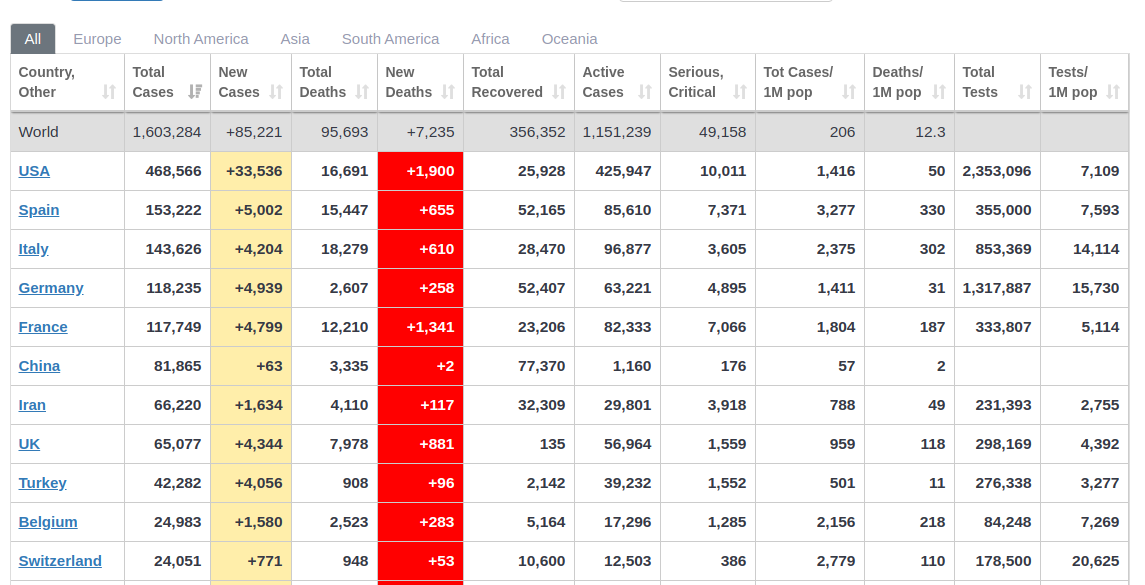 All Europe North America Asia South America Africa Oceania
Country, Other Total Cases New Cases Total Deaths New Deaths Total Recovered Active Cases Serious, Critical Tot Cases/ 1M pop Deaths/ 1M pop Total Tests Tests/ 1M pop
World 1,603,284 +85,221 95,693 +7,235 356,352 1,151,239 49,158 206 12.3
USA 468,566 +33,536 16,691 +1,900 25,928 425,947 10,011 1,416 50 2,353,096 7,109
Spain 153,222 +5,002 15,447 +655 52,165 85,610 7,371 3,277 330 355,000 7,593
Italy 143,626 +4,204 18,279 +610 28,470 96,877 3,605 2,375 302 853,369 14,114
Germany 118,235 +4,939 2,607 +258 52,407 63,221 4,895 1,411 31 1,317,887 15,730
France 117,749 +4,799 12,210 +1,341 23,206 82,333 7,066 1,804 187 333,807 5,114
China 81,865 +63 3,335 +2 77,370 1,160 176 57 2
Iran 66,220 +1,634 4,110 +117 32,309 29,801 3,918 788 49 231,393 2,755
UK 65,077 +4,344 7,978 +881 135 56,964 1,559 959 118 298,169 4,392
Turkey 42,282 +4,056 908 +96 2,142 39,232 1,552 501 11 276,338 3,277
Belgium 24,983 +1,580 2,523 +283 5,164 17,296 1,285 2,156 218 84,248 7,269
Switzerland 24,051 +771 948 +53 10,600 12,503 386 2,779 110 178,500 20,625